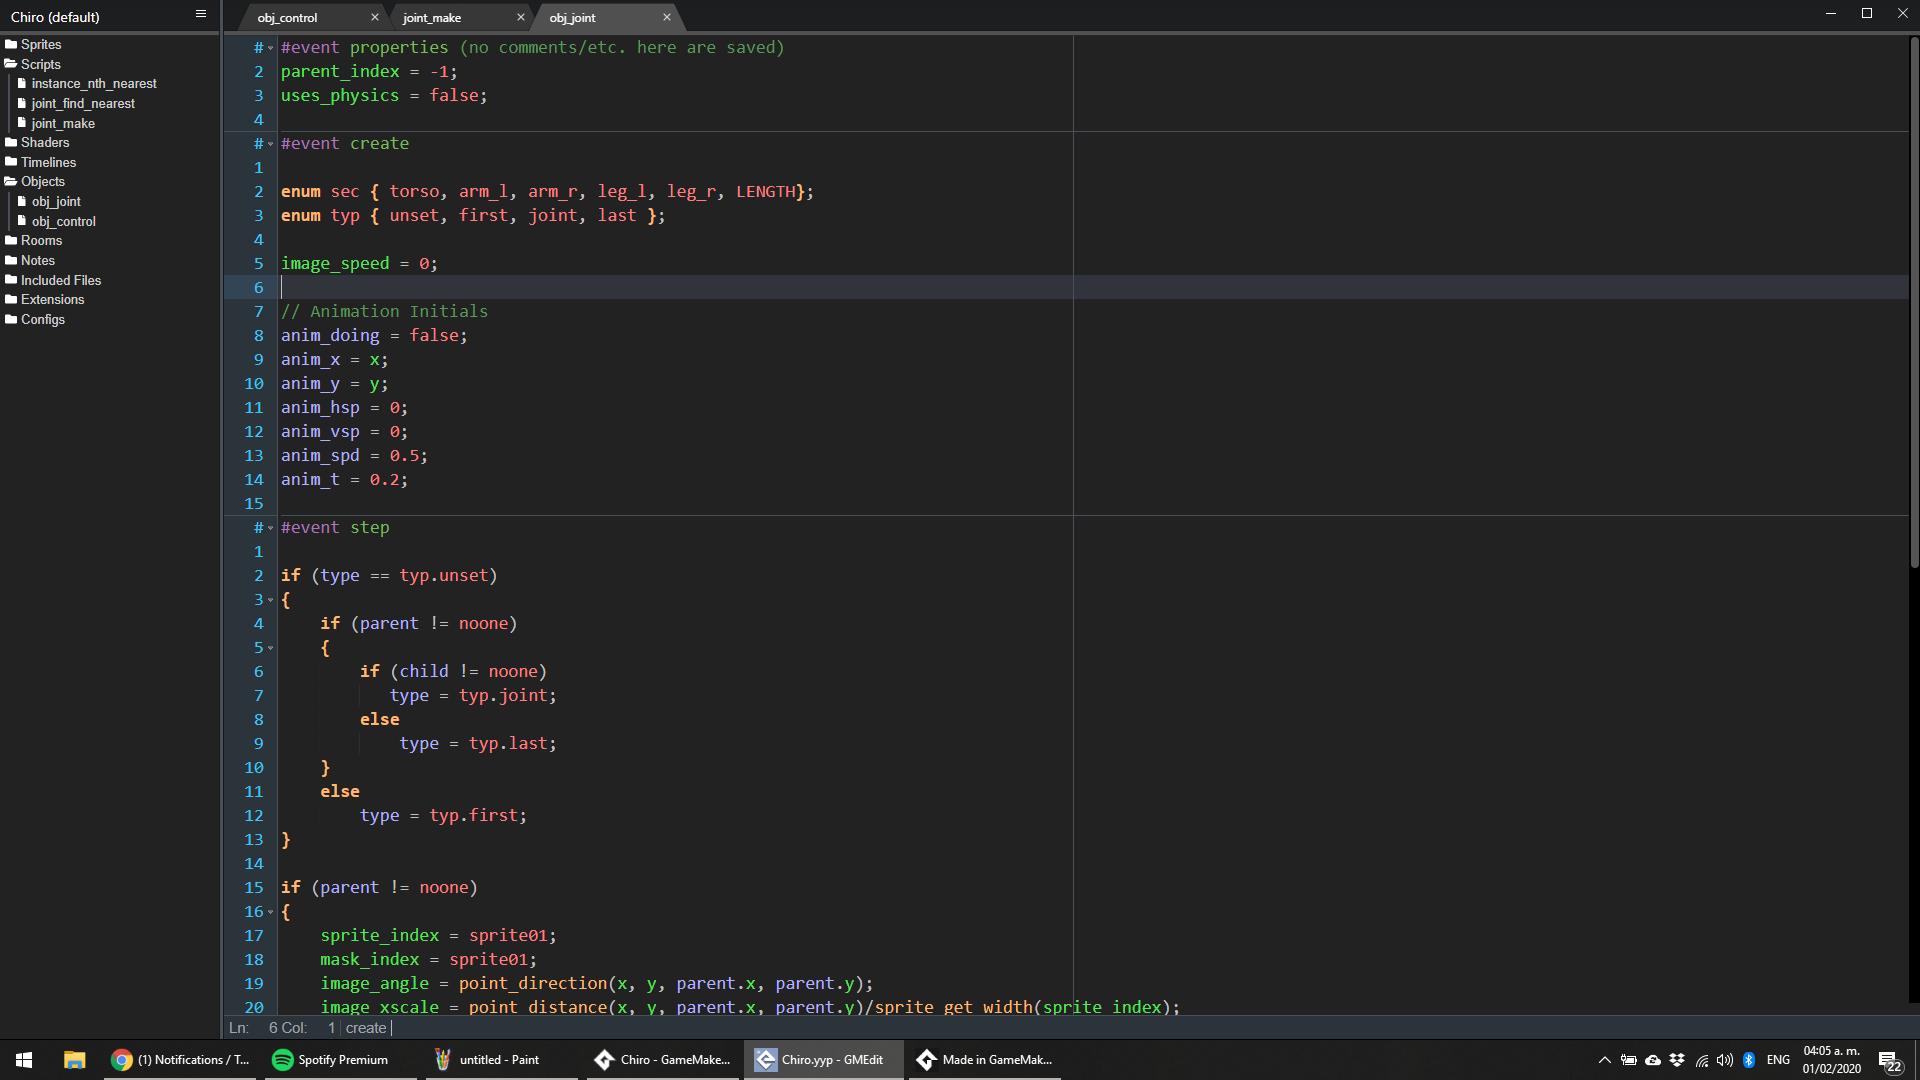 Chiro (default)
obj_control
joint_make
obj_joint
Sprites
Scripts
instance_nth_nearest
joint_find_nearest
joint_make
Shaders
Timelines
Objects
obj_joint
obj_control
Rooms
Notes
Included Files
Extensions
Configs
# #event properties (no comments/etc. here are saved)
2 parent_index = -1;
3 uses_physics = false;
4
# #event create
1
2 enum sec { torso, arm_l, arm_r, leg_l, leg_r, LENGTH};
3 enum typ { unset, first, joint, last };
4
5 image_speed = 0;
6
7 // Animation Initials
8 anim_doing = false;
9 anim_x = x;
10 anim_y = y;
11 anim_hsp = 0;
12 anim_vsp = 0;
13 anim_spd = 0.5;
14 anim_t = 0.2;
15
# #event step
1
2 if (type == typ.unset)
3 {
4 if (parent != noone)
5 {
6 if (child != noone)
7 type = typ.joint;
8 else
9 type = typ.last;
10 }
11 else
12 type = typ.first;
13 }
14
15 if (parent != noone)
16 {
17 sprite_index = sprite01;
18 mask_index = sprite01;
19 image_angle = point_direction(x, y, parent.x, parent.y);
20 image_xscale = point_distance(x, y, parent.x, parent.y)/sprite_get_width(sprite_index);
Ln: 6 Col: 1 create
(1) Notifications / T...
Spotify Premium
untitled - Paint
Chiro - GameMake...
Chiro.yyp - GMEdit
Made in GameMak...
ENG
04:05 a. m.
01/02/2020
22